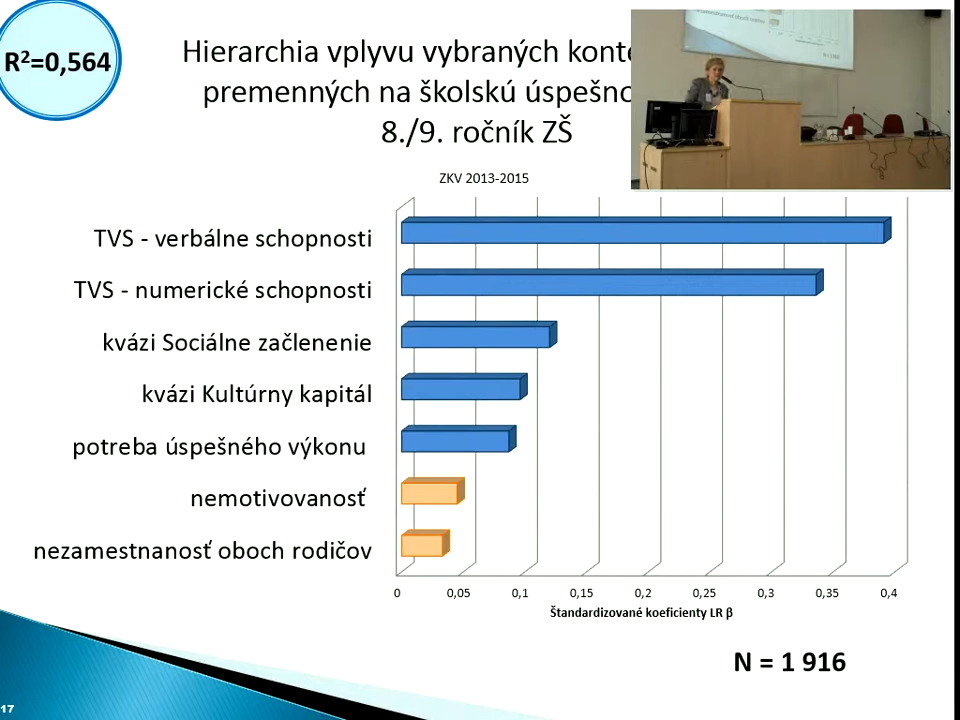 R²=0,564
Hierarchia vplyvu vybraných
premenných na školskú
8./9. ročník ZŠ
ZKV 2013-2015
TVS - verbálne schopnosti
TVS - numerické schopnosti
kvázi Sociálne začlenenie
kvázi Kultúrny kapitál
potreba úspešného výkonu
nemotivovanosť
nezamestnanosť oboch rodičov
0 0,05 0,1 0,15 0,2 0,25 0,3 0,35 0,4
Štandardizované koeficienty LR β
N = 1 916
17